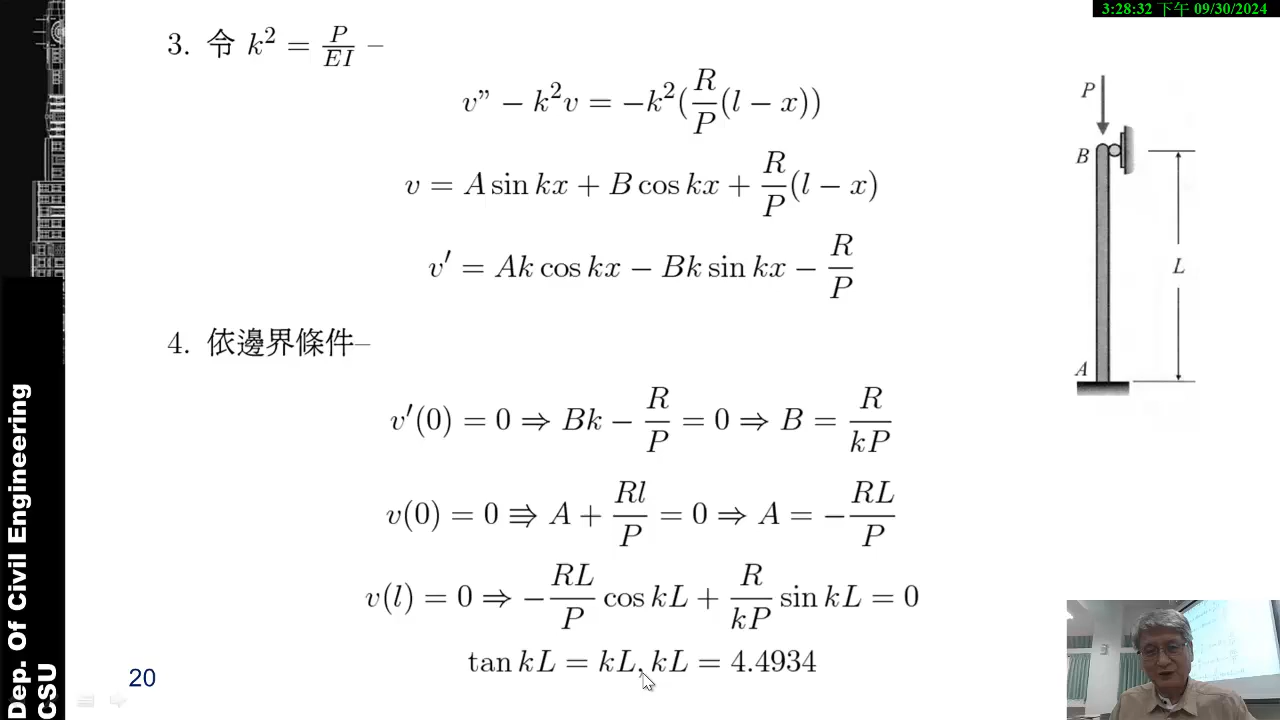 3:28:32 下午 09/30/2024
3. 令 k² = P/EI –
v” − k²v = −k²(R/P(l − x))
v = A sin kx + B cos kx + R/P(l − x)
v′ = Ak cos kx − Bk sin kx − R/P
4. 依邊界條件–
v′(0) = 0 ⇒ Bk − R/P = 0 ⇒ B = R/kP
v(0) = 0 ⇛ A + Rl/P = 0 ⇒ A = −RL/P
v(l) = 0 ⇒ −RL/P cos kL + R/kP sin kL = 0
tan kL = kL, kL = 4.4934
P
B
L
A
Dep. Of Civil Engineering
CSU
20